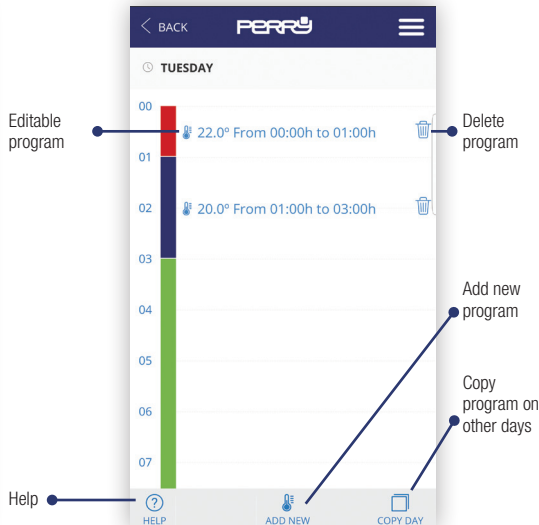 BACK
PERRY
TUESDAY
00
Editable
program
22.0º From 00:00h to 01:00h
Delete
program
01
02
20.0º From 01:00h to 03:00h
03
Add new
program
04
05
Copy
program on
other days
06
07
Help
HELP
ADD NEW
COPY DAY